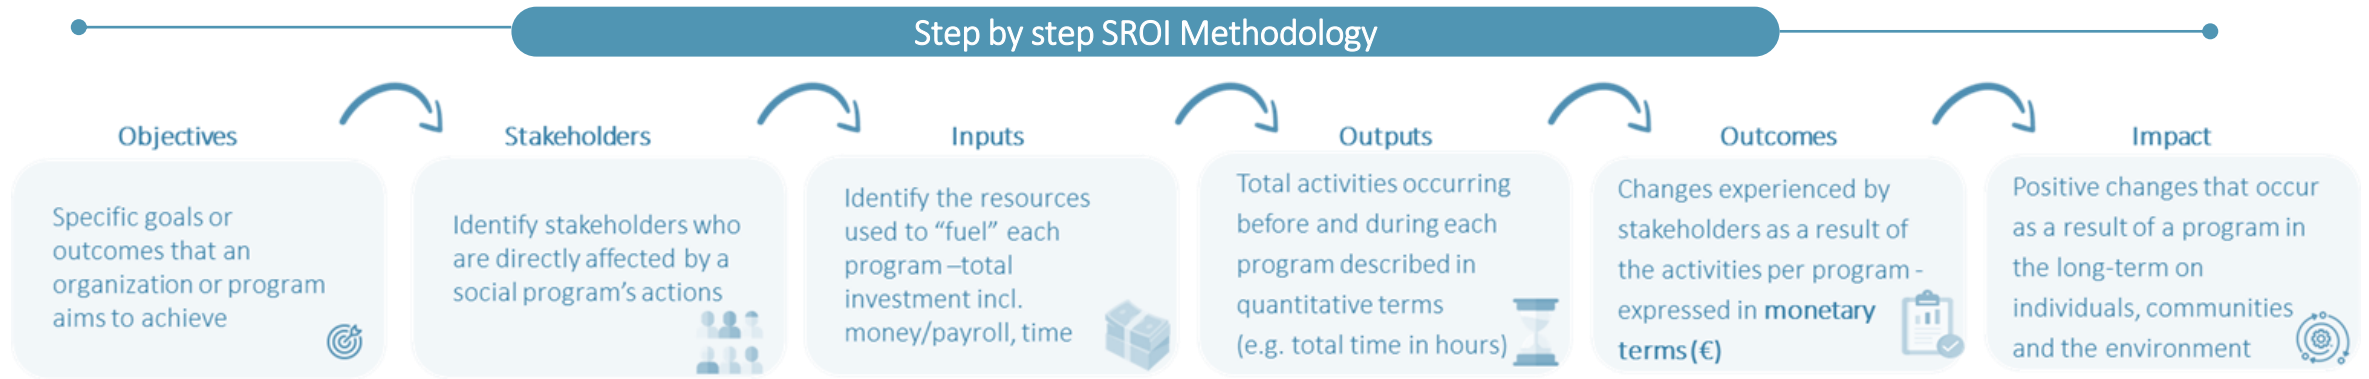 Step by step SROI Methodology
Objectives
Specific goals or
outcomes that an
organization or program
aims to achieve
Stakeholders
Identify stakeholders who
are directly affected by a
social program's actions
Inputs
Identify the resources
used to "fuel" each
program –total
investment incl.
money/payroll, time
Outputs
Total activities occurring
before and during each
program described in
quantitative terms
(e.g. total time in hours)
Outcomes
Changes experienced by
stakeholders as a result of
the activities per program -
expressed in monetary
terms (€)
Impact
Positive changes that occur
as a result of a program in
the long-term on
individuals, communities
and the environment